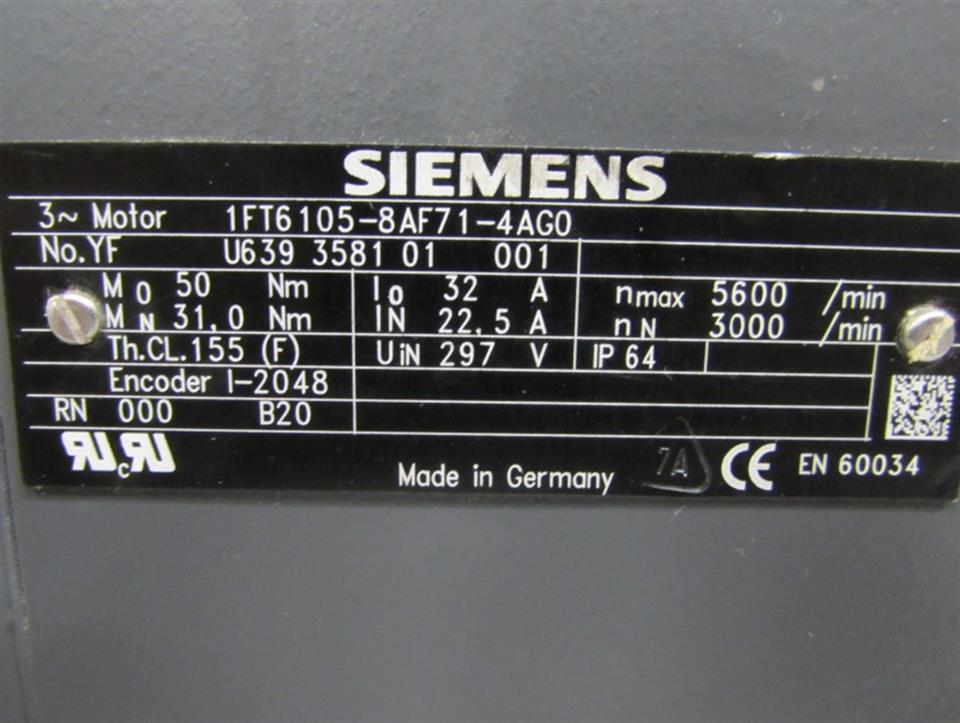 SIEMENS
3~ Motor 1FT6105-8AF71-4AG0
No.YF U639 3581 01 001
M0 50 Nm I0 32 A nmax 5600 /min
MN 31,0 Nm IN 22,5 A nN 3000 /min
Th.CL.155 (F) UiN 297 V IP 64
Encoder I-2048
RN 000 B20
RU cRU Made in Germany 7A CE EN 60034